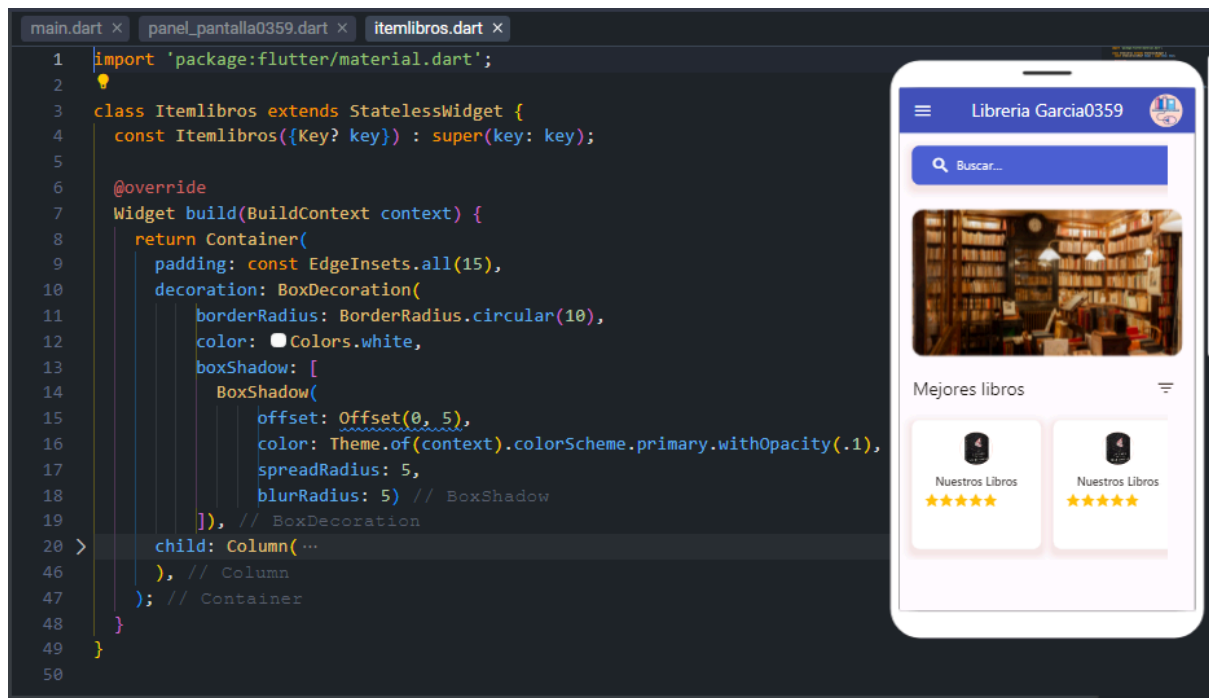 main.dart × panel_pantalla0359.dart × itemlibros.dart ×
1 import 'package:flutter/material.dart';
2
3 class Itemlibros extends StatelessWidget {
4 const Itemlibros({Key? key}) : super(key: key);
5
6 @override
7 Widget build(BuildContext context) {
8 return Container(
9 padding: const EdgeInsets.all(15),
10 decoration: BoxDecoration(
11 borderRadius: BorderRadius.circular(10),
12 color: Colors.white,
13 boxShadow: [
14 BoxShadow(
15 offset: Offset(0, 5),
16 color: Theme.of(context).colorScheme.primary.withOpacity(.1),
17 spreadRadius: 5,
18 blurRadius: 5) // BoxShadow
19 ]), // BoxDecoration
20 child: Column( ···
46 ), // Column
47 ); // Container
48 }
49 }
50
Libreria Garcia0359
Buscar...
Mejores libros
Nuestros Libros Nuestros Libros